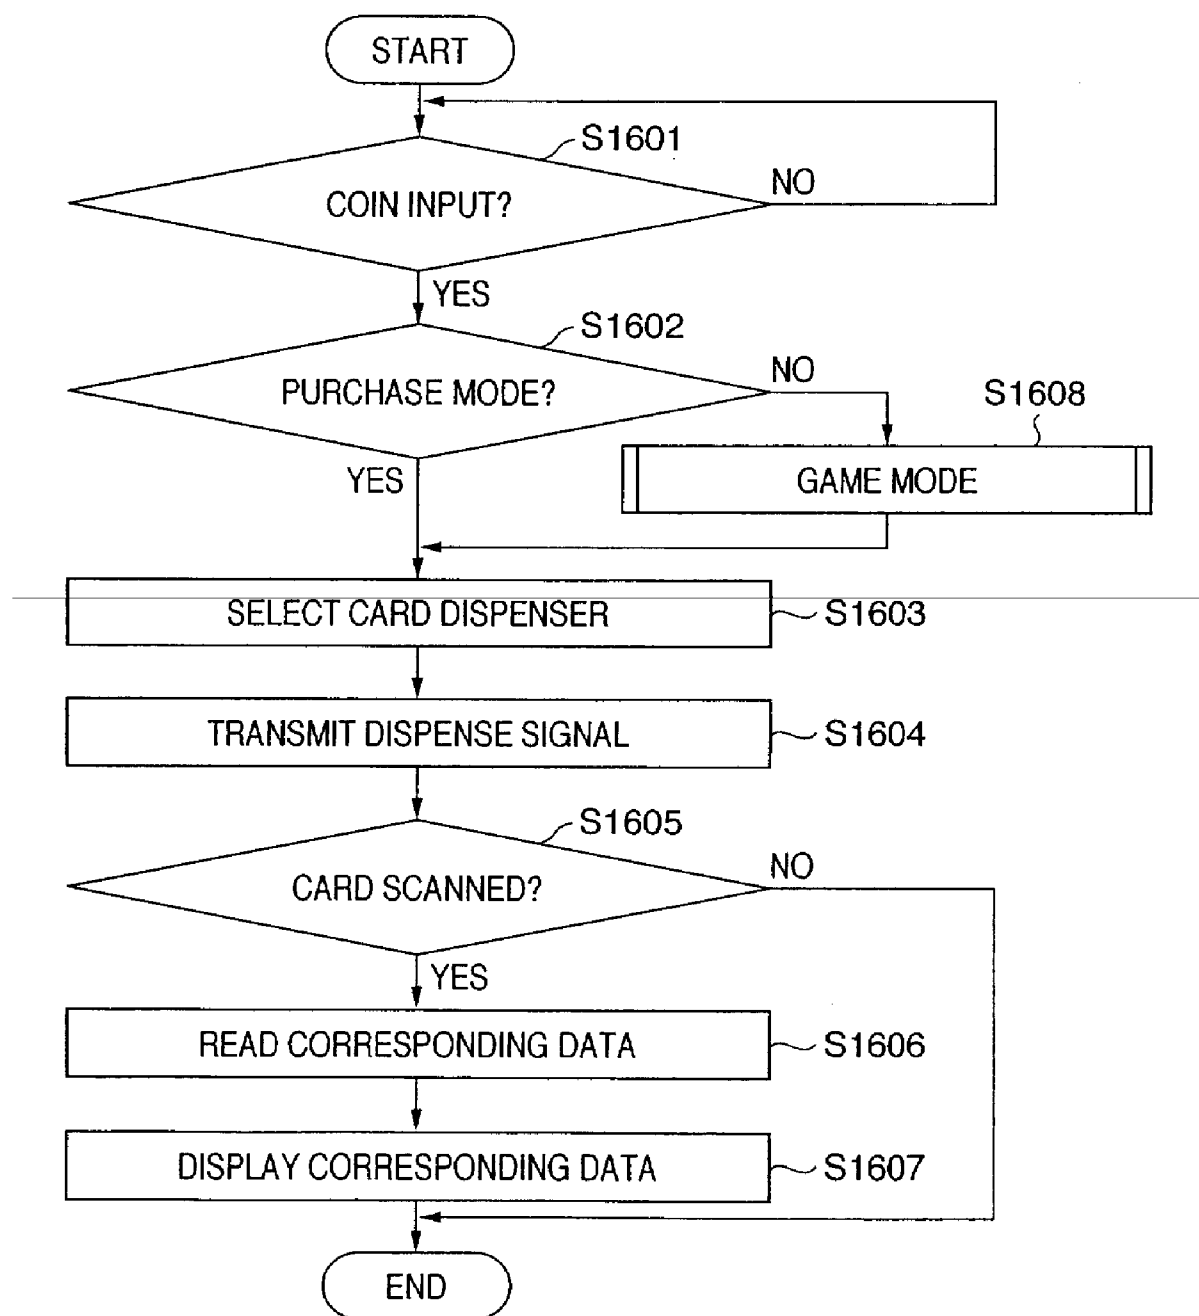 START
S1601
COIN INPUT?
NO
YES
S1602
PURCHASE MODE?
NO
S1608
GAME MODE
YES
SELECT CARD DISPENSER
S1603
TRANSMIT DISPENSE SIGNAL
S1604
S1605
CARD SCANNED?
NO
YES
READ CORRESPONDING DATA
S1606
DISPLAY CORRESPONDING DATA
S1607
END